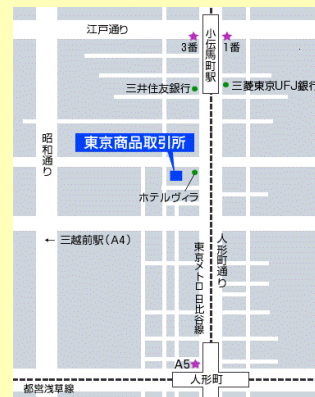 江戸通り
3番
1番
小伝馬町駅
三井住友銀行
三菱東京UFJ銀行
昭和通り
東京商品取引所
ホテルヴィラ
← 三越前駅(A4)
人形町通り
東京メトロ日比谷線
A5
人形町
都営浅草線